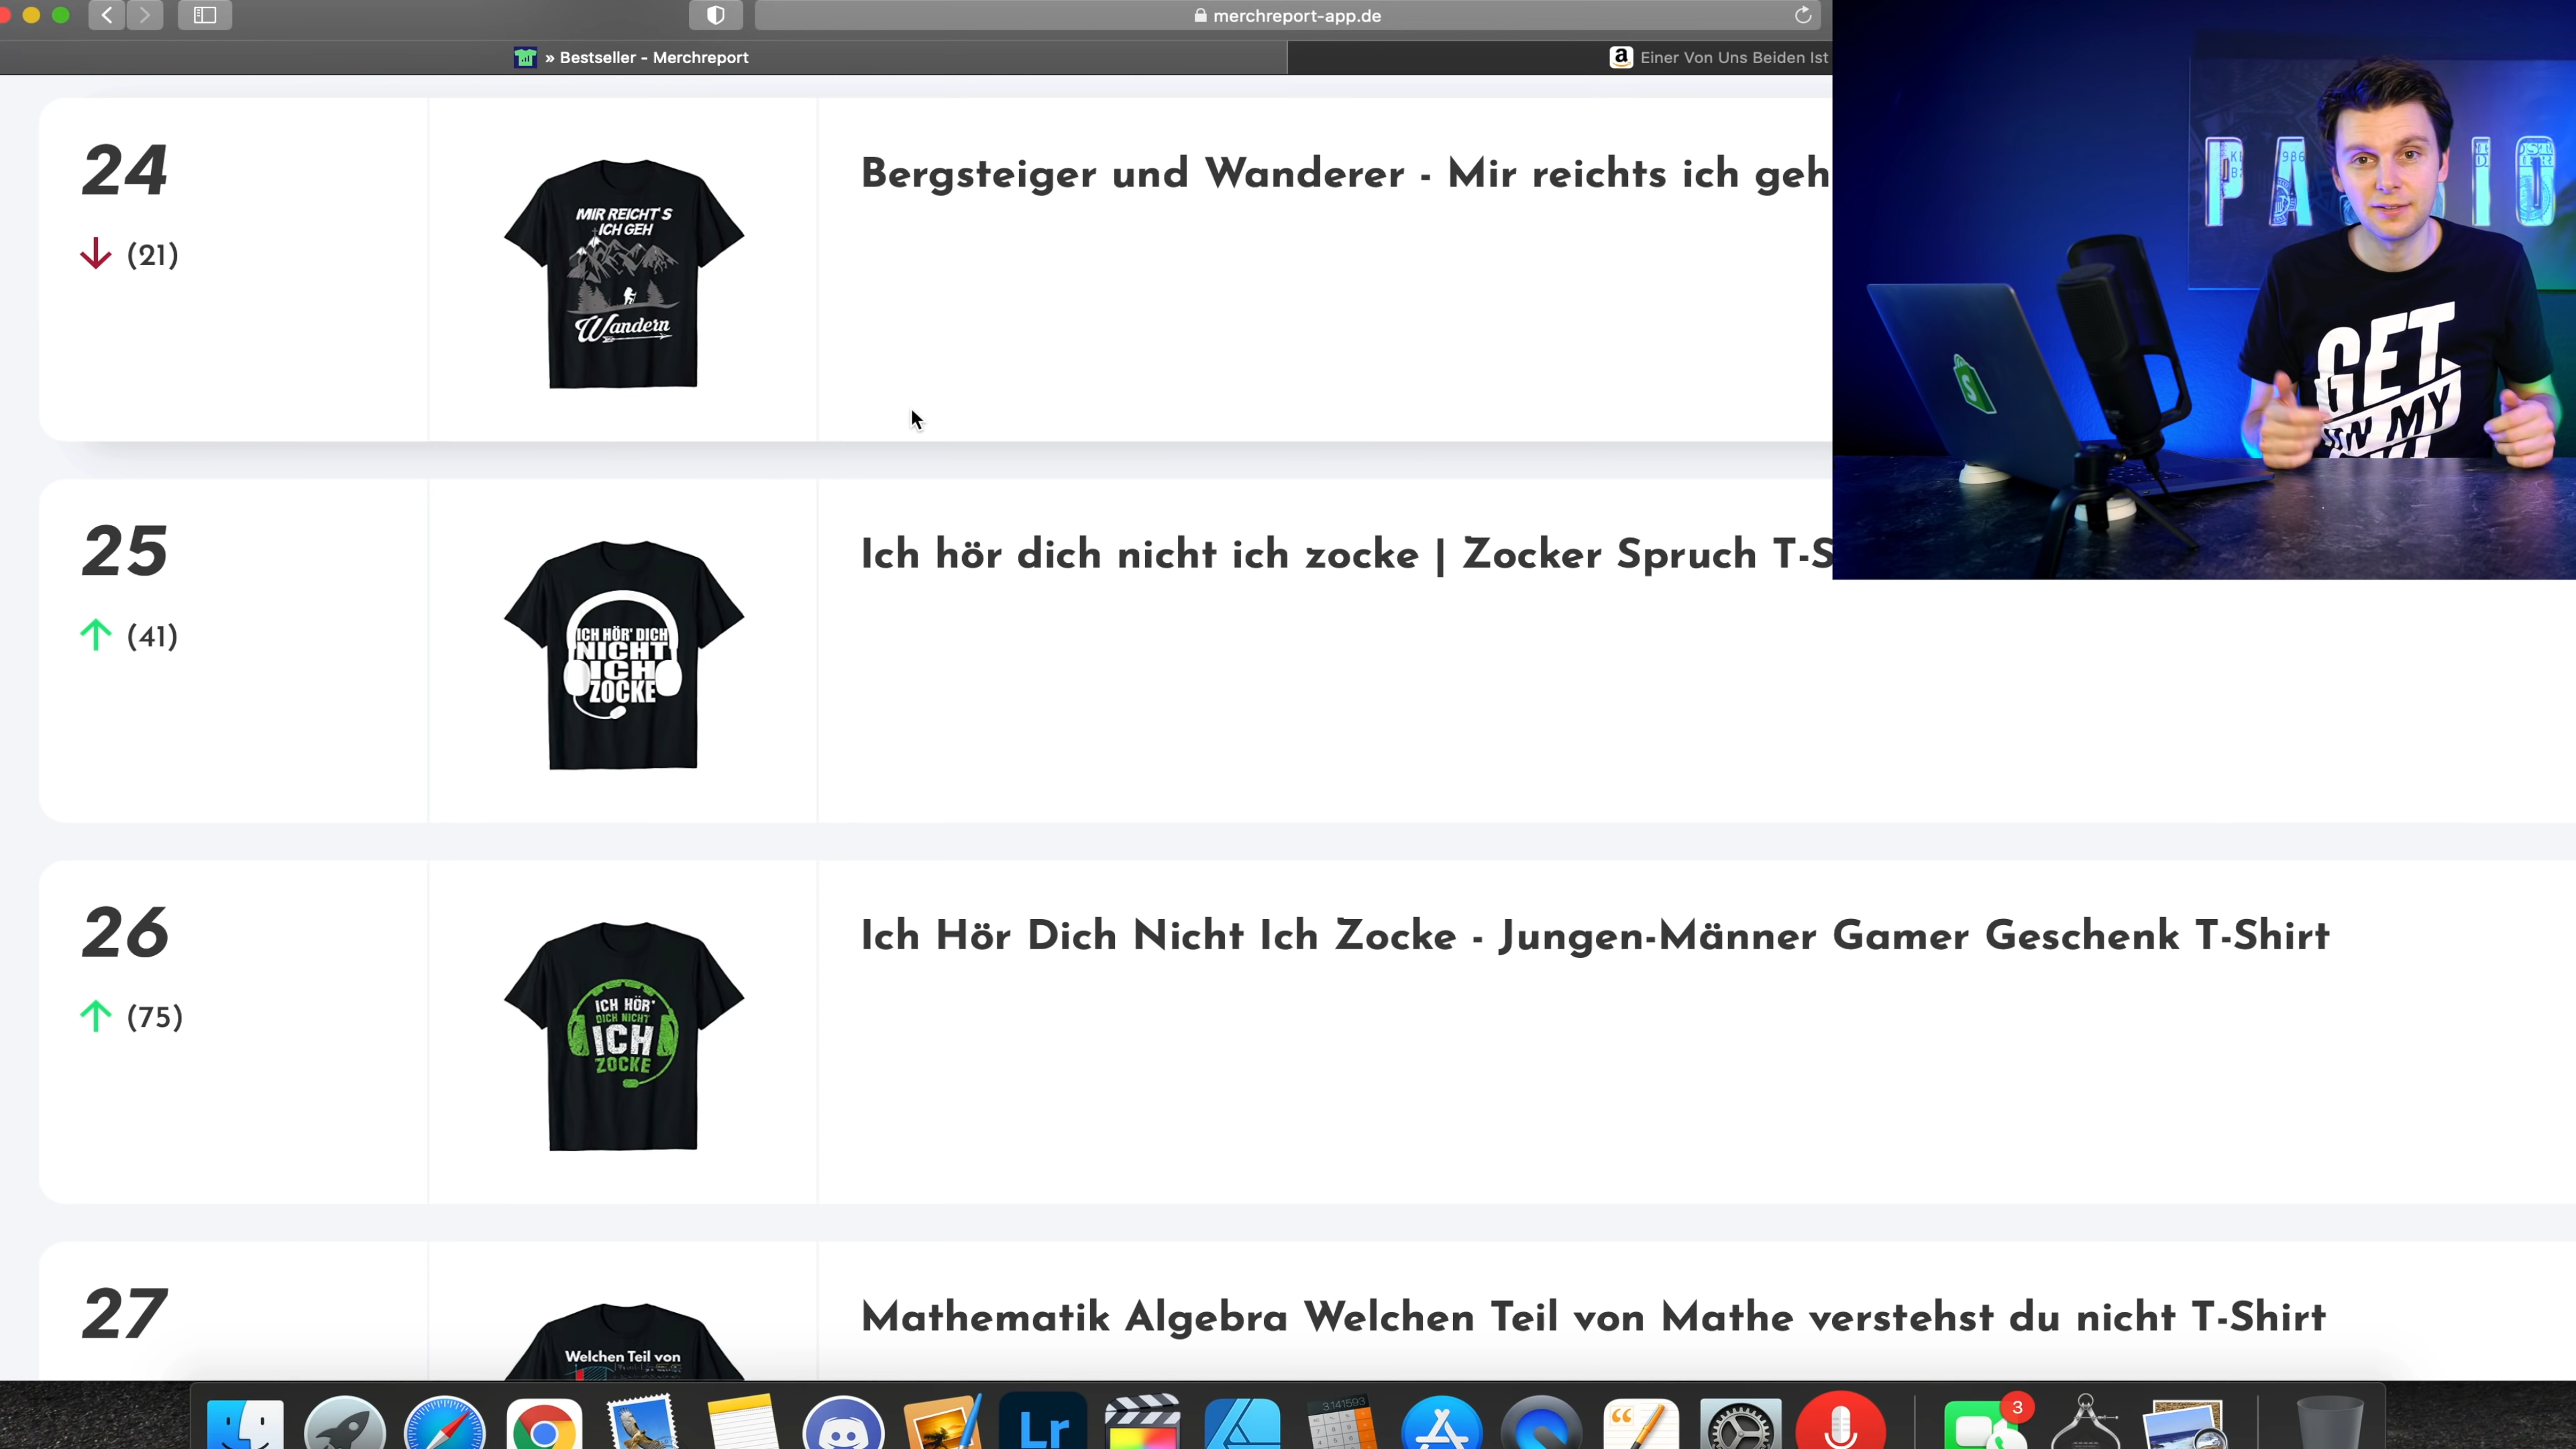 merchreport-app.de
» Bestseller - Merchreport
Einer Von Uns Beiden Ist
24
(21)
MIR REICHT'S
ICH GEH
Wandern
Bergsteiger und Wanderer - Mir reichts ich geh
25
(41)
ICH HÖR' DICH
NICHT
ICH
ZOCKE
Ich hör dich nicht ich zocke | Zocker Spruch T-S
26
(75)
ICH HÖR'
DICH NICHT
ICH
ZOCKE
Ich Hör Dich Nicht Ich Zocke - Jungen-Männer Gamer Geschenk T-Shirt
27
Welchen Teil von
Mathematik Algebra Welchen Teil von Mathe verstehst du nicht T-Shirt
GET
IN MY
Lr
3.141593
3